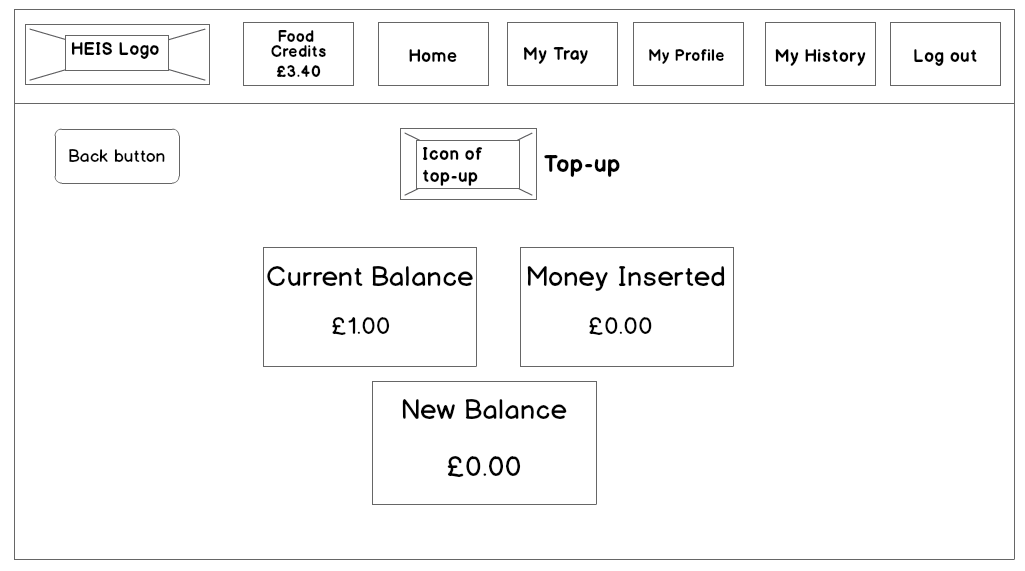 HEIS Logo
Food
Credits
£3.40
Home
My Tray
My Profile
My History
Log out
Back button
Icon of
top-up
Top-up
Current Balance
£1.00
Money Inserted
£0.00
New Balance
£0.00